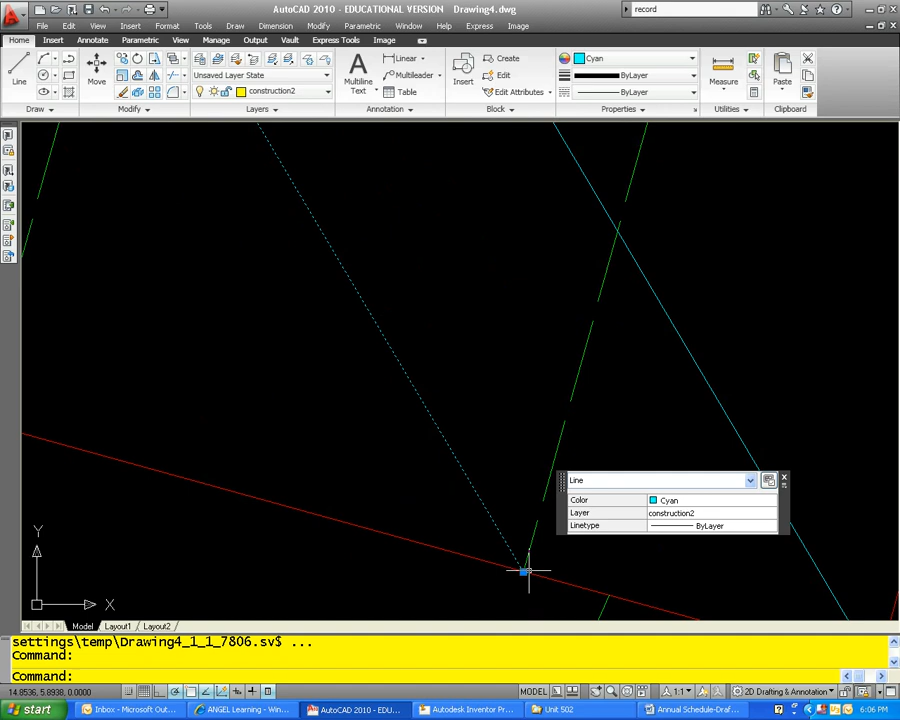 AutoCAD 2010 - EDUCATIONAL VERSION Drawing4.dwg
record
File Edit View Insert Format Tools Draw Dimension Modify Parametric Window Help Express Image
Home Insert Annotate Parametric View Manage Output Vault Express Tools Image
Line
Move
Unsaved Layer State
construction2
Multiline
Text
Linear
Multileader
Table
Insert
Create
Edit
Edit Attributes
Cyan
ByLayer
ByLayer
Measure
Paste
Draw
Modify
Layers
Annotation
Block
Properties
Utilities
Clipboard
Line
Color Cyan
Layer construction2
Linetype ByLayer
Y
X
Model Layout1 Layout2
settings\temp\Drawing4_1_1_7806.sv$ ...
Command:
Command:
14.8536, 5.8938, 0.0000
MODEL
1:1
2D Drafting & Annotation
start
Inbox - Microsoft Out...
ANGEL Learning - Win...
AutoCAD 2010 - EDU...
Autodesk Inventor Pr...
Unit 502
Annual Schedule-Draf...
6:06 PM